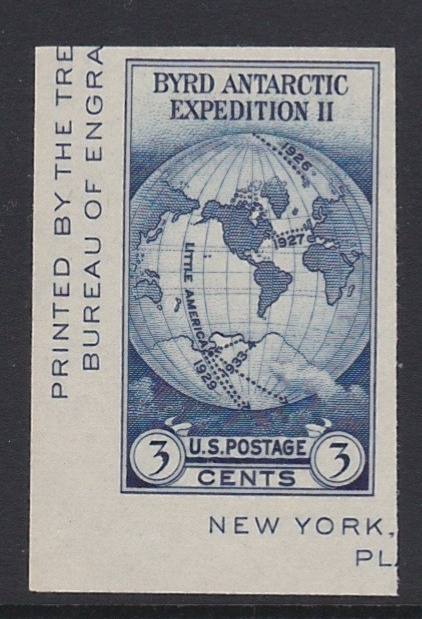 PRINTED BY THE TRE
BUREAU OF ENGRA
BYRD ANTARCTIC
EXPEDITION II
1926
1927
LITTLE AMERICA
1933
1929
3
U.S. POSTAGE
CENTS
3
NEW YORK,
PL